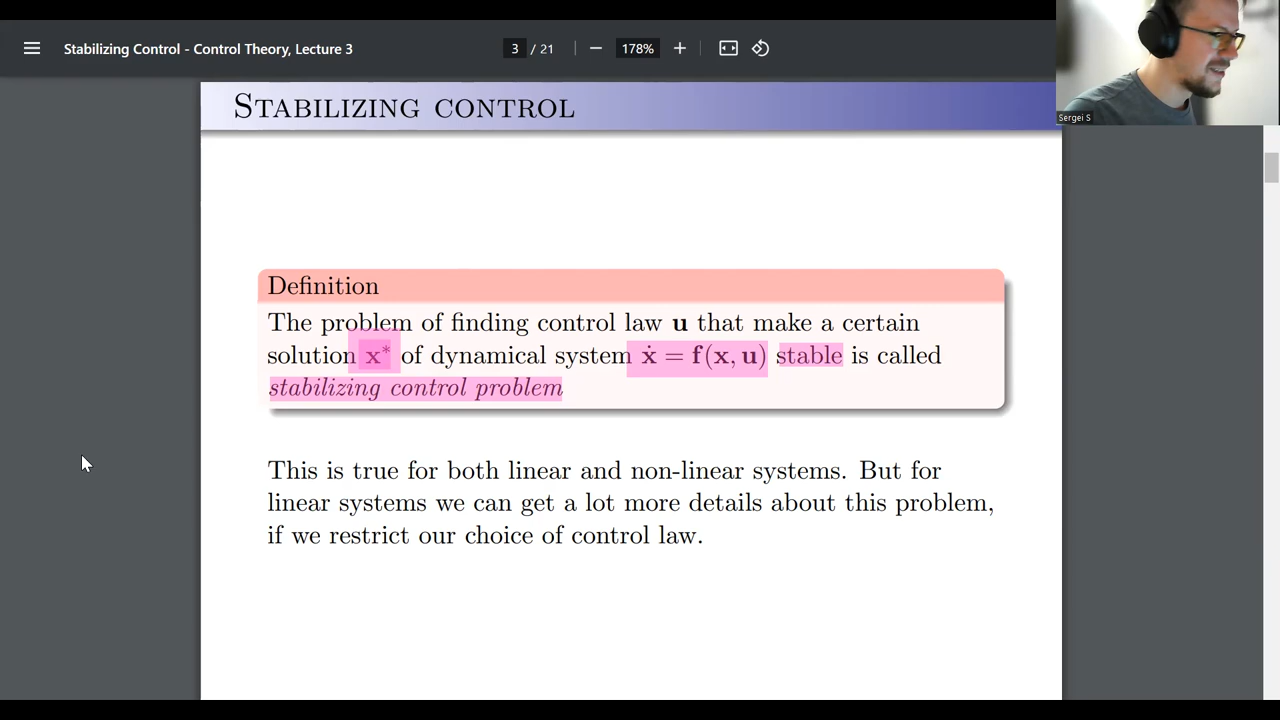 Stabilizing Control - Control Theory, Lecture 3
3 / 21
178%
Sergei S
Stabilizing control
Definition
The problem of finding control law u that make a certain
solution x* of dynamical system ẋ = f(x, u) stable is called
stabilizing control problem
This is true for both linear and non-linear systems. But for
linear systems we can get a lot more details about this problem,
if we restrict our choice of control law.